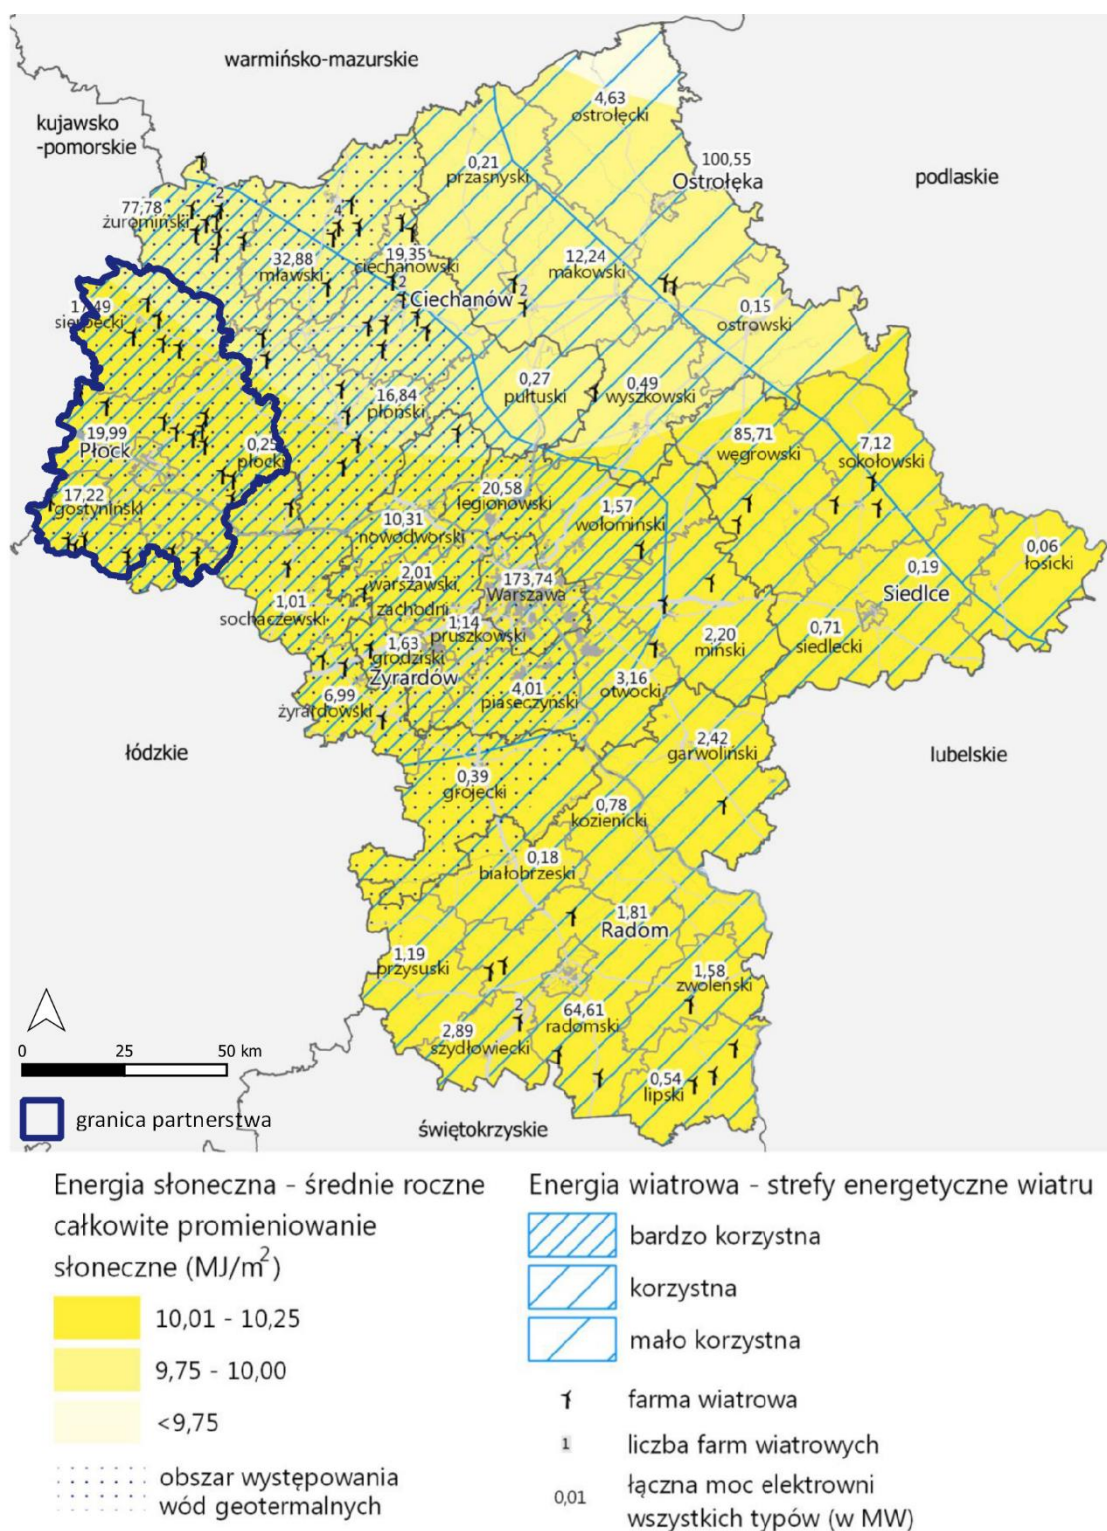 warmińsko-mazurskie
kujawsko
-pomorskie
podlaskie
4,63
ostrołęcki
100,55
Ostrołęka
0,21
przasnyski
77,78
żuromiński
2
4
32,88
mławski
19,35
ciechanowski
12,24
makowski
2
Ciechanów
2
0,15
ostrowski
17,49
sierpecki
0,27
pułtuski
0,49
wyszkowski
16,84
płoński
85,71
węgrowski
7,12
sokołowski
19,99
Płock
0,25
płocki
17,22
gostyniński
20,58
legionowski
1,57
wołomiński
10,31
nowodworski
0,06
łosicki
0,19
Siedlce
2,01
warszawski
zachodni
173,74
Warszawa
1,01
sochaczewski
1,14
pruszkowski
1,63
grodziski
Żyrardów
2,20
miński
0,71
siedlecki
3,16
otwocki
6,99
żyrardowski
4,01
piaseczyński
łódzkie
2,42
garwoliński
lubelskie
0,39
grojecki
0,78
kozienicki
0,18
białobrzeski
1,81
Radom
1,19
przysuski
1,58
zwoleński
2
64,61
radomski
2,89
szydłowiecki
0,54
lipski
0 25 50 km
granica partnerstwa
świętokrzyskie
Energia słoneczna - średnie roczne
całkowite promieniowanie
słoneczne (MJ/m²)
10,01 - 10,25
9,75 - 10,00
<9,75
obszar występowania
wód geotermalnych
Energia wiatrowa - strefy energetyczne wiatru
bardzo korzystna
korzystna
mało korzystna
farma wiatrowa
1 liczba farm wiatrowych
0,01 łączna moc elektrowni
wszystkich typów (w MW)